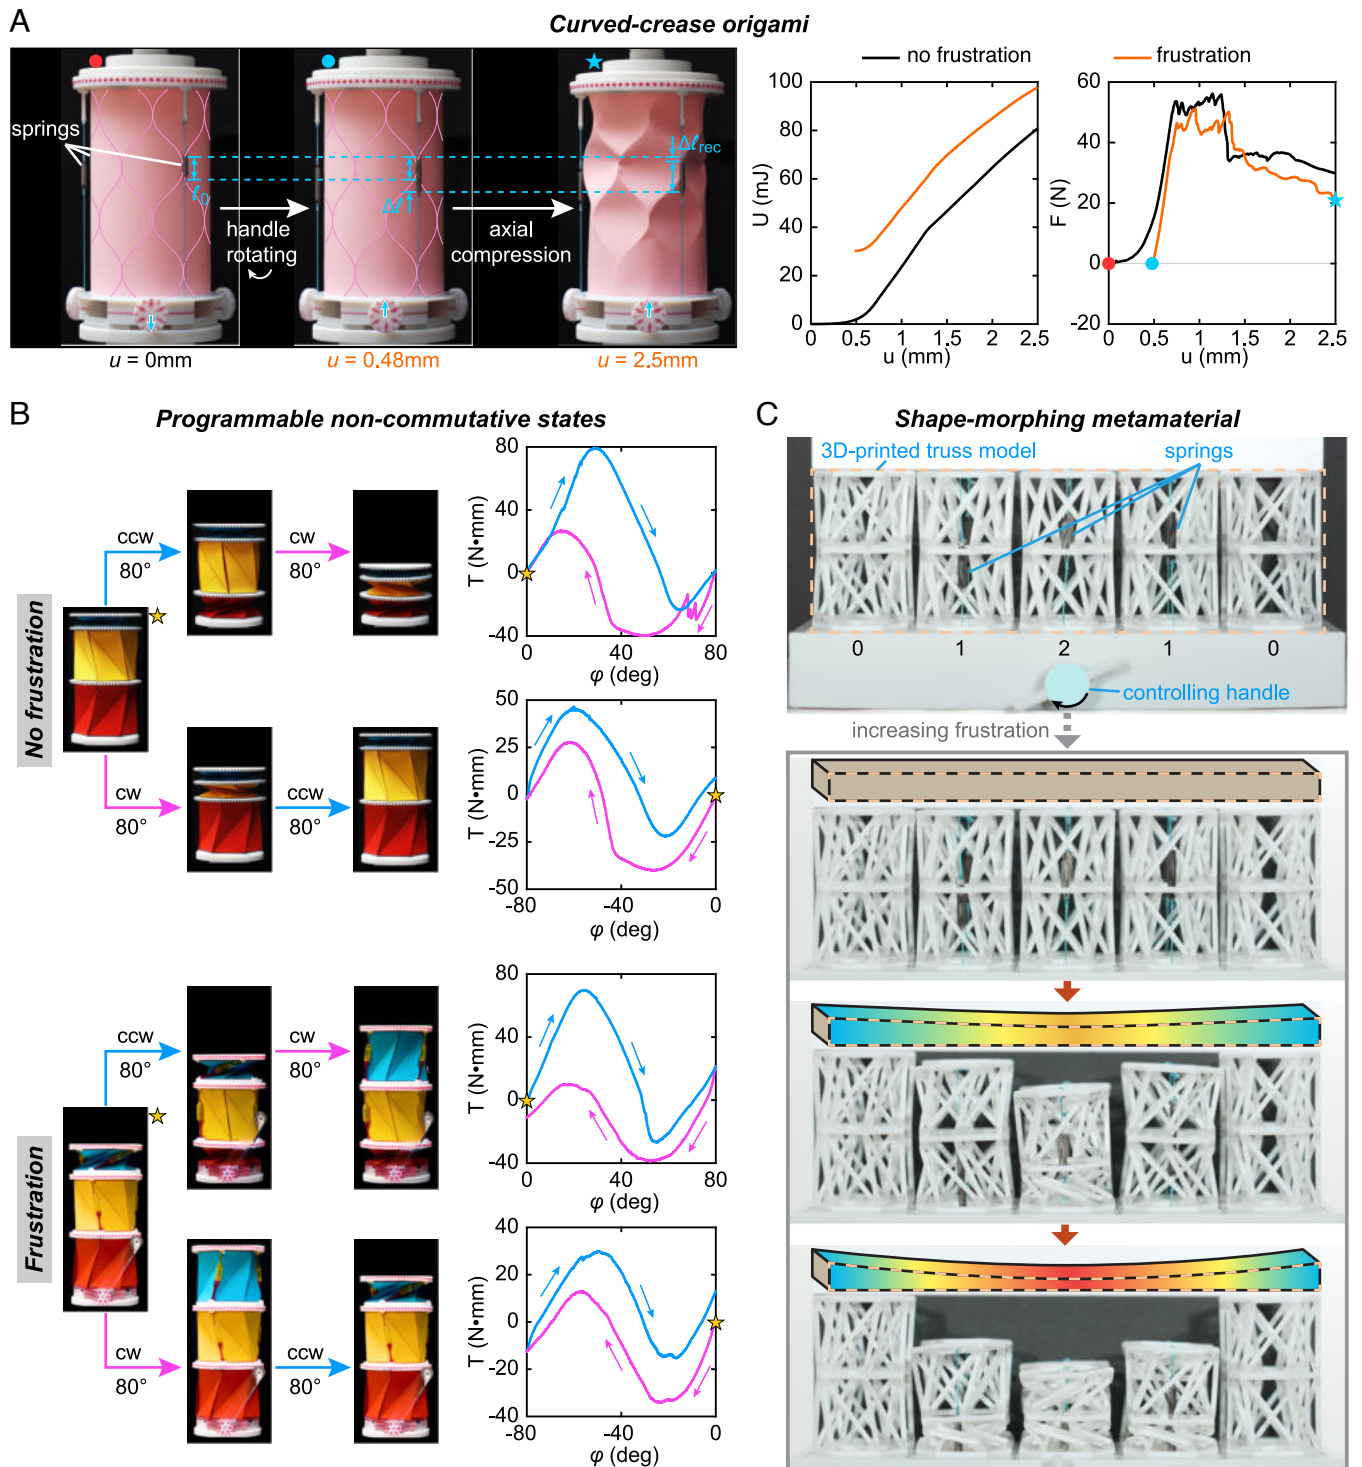 A
Curved-crease origami
springs
ℓ0
Δℓ
Δℓrec
handle
rotating
axial
compression
u = 0mm
u = 0.48mm
u = 2.5mm
no frustration
frustration
U (mJ)
100
80
60
40
20
0
0 0.5 1 1.5 2 2.5
u (mm)
F (N)
60
40
20
0
-20
0 0.5 1 1.5 2 2.5
u (mm)
B
Programmable non-commutative states
No frustration
ccw
80°
cw
80°
cw
80°
ccw
80°
T (N•mm)
80
40
0
-40
0 40 80
φ (deg)
T (N•mm)
50
25
0
-25
-50
-80 -40 0
φ (deg)
Frustration
ccw
80°
cw
80°
cw
80°
ccw
80°
T (N•mm)
80
40
0
-40
0 40 80
φ (deg)
T (N•mm)
40
20
0
-20
-40
-80 -40 0
φ (deg)
C
Shape-morphing metamaterial
3D-printed truss model
springs
0 1 2 1 0
controlling handle
increasing frustration